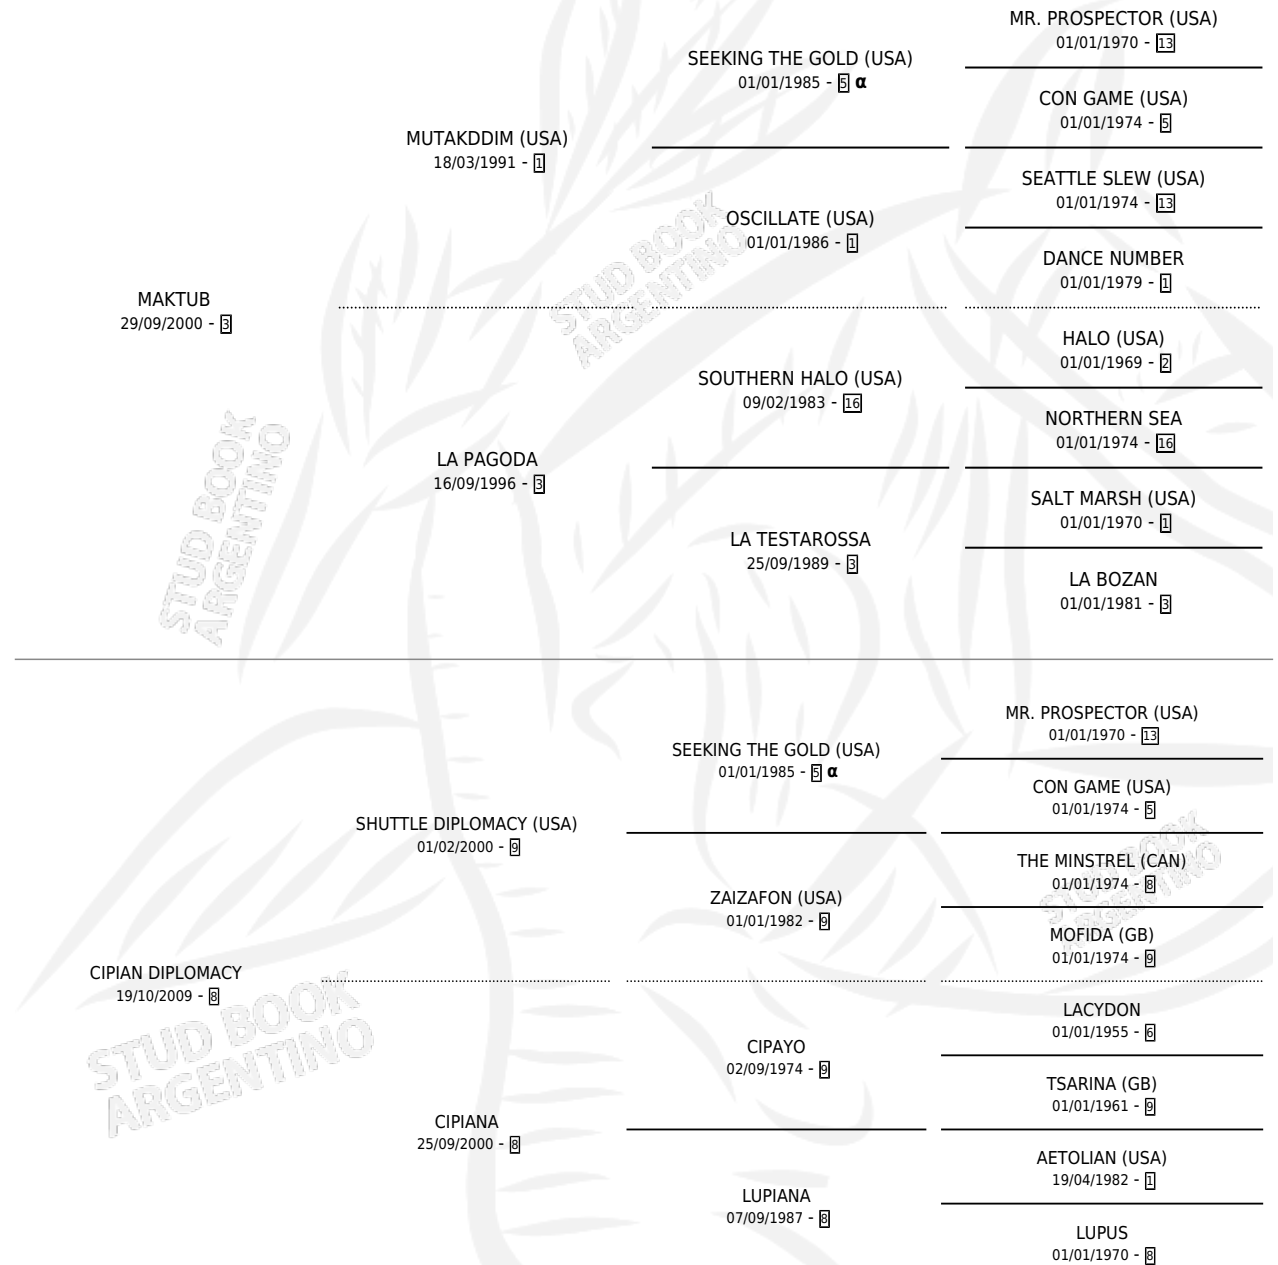 MR. PROSPECTOR (USA)
01/01/1970 - 13
SEEKING THE GOLD (USA)
01/01/1985 - 5 α
CON GAME (USA)
01/01/1974 - 5
MUTAKDDIM (USA)
18/03/1991 - 1
SEATTLE SLEW (USA)
01/01/1974 - 13
OSCILLATE (USA)
01/01/1986 - 1
DANCE NUMBER
01/01/1979 - 1
STUD BOOK
ARGENTINO
MAKTUB
29/09/2000 - 3
HALO (USA)
01/01/1969 - 2
SOUTHERN HALO (USA)
09/02/1983 - 16
NORTHERN SEA
01/01/1974 - 16
LA PAGODA
16/09/1996 - 3
SALT MARSH (USA)
01/01/1970 - 1
LA TESTAROSSA
25/09/1989 - 3
LA BOZAN
01/01/1981 - 3
STUD BOOK
ARGENTINO
MR. PROSPECTOR (USA)
01/01/1970 - 13
SEEKING THE GOLD (USA)
01/01/1985 - 5 α
CON GAME (USA)
01/01/1974 - 5
SHUTTLE DIPLOMACY (USA)
01/02/2000 - 9
THE MINSTREL (CAN)
01/01/1974 - 8
ZAIZAFON (USA)
01/01/1982 - 9
MOFIDA (GB)
01/01/1974 - 9
STUD BOOK
ARGENTINO
CIPIAN DIPLOMACY
19/10/2009 - 8
STUD BOOK
ARGENTINO
LACYDON
01/01/1955 - 6
CIPAYO
02/09/1974 - 9
TSARINA (GB)
01/01/1961 - 9
CIPIANA
25/09/2000 - 8
AETOLIAN (USA)
19/04/1982 - 1
LUPIANA
07/09/1987 - 8
LUPUS
01/01/1970 - 8